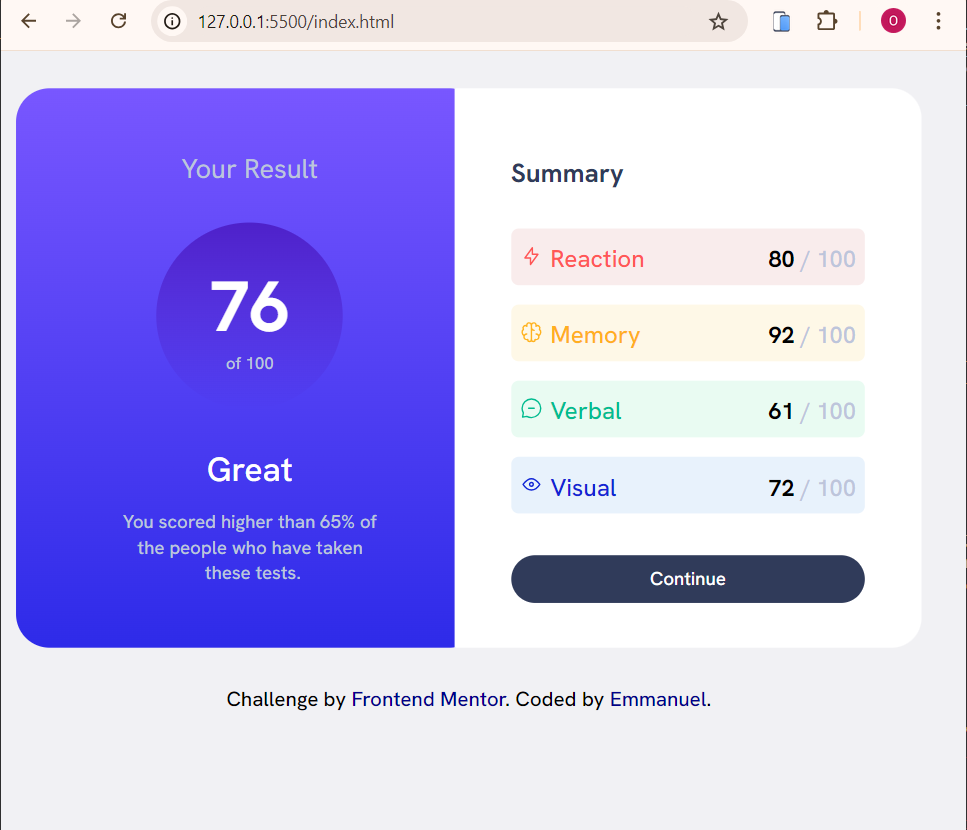 127.0.0.1:5500/index.html
O
Your Result
76
of 100
Great
You scored higher than 65% of
the people who have taken
these tests.
Summary
Reaction 80 / 100
Memory 92 / 100
Verbal 61 / 100
Visual 72 / 100
Continue
Challenge by Frontend Mentor. Coded by Emmanuel.